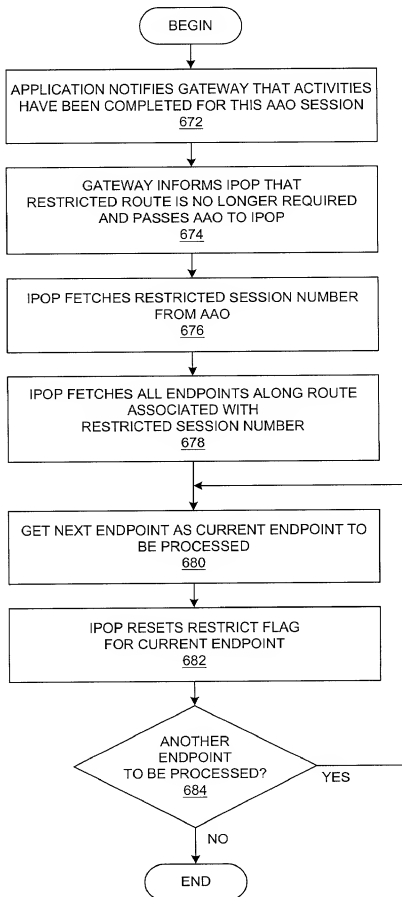 BEGIN
APPLICATION NOTIFIES GATEWAY THAT ACTIVITIES
HAVE BEEN COMPLETED FOR THIS AAO SESSION
672
GATEWAY INFORMS IPOP THAT
RESTRICTED ROUTE IS NO LONGER REQUIRED
AND PASSES AAO TO IPOP
674
IPOP FETCHES RESTRICTED SESSION NUMBER
FROM AAO
676
IPOP FETCHES ALL ENDPOINTS ALONG ROUTE
ASSOCIATED WITH
RESTRICTED SESSION NUMBER
678
GET NEXT ENDPOINT AS CURRENT ENDPOINT TO
BE PROCESSED
680
IPOP RESETS RESTRICT FLAG
FOR CURRENT ENDPOINT
682
ANOTHER
ENDPOINT
TO BE PROCESSED?
684
YES
NO
END